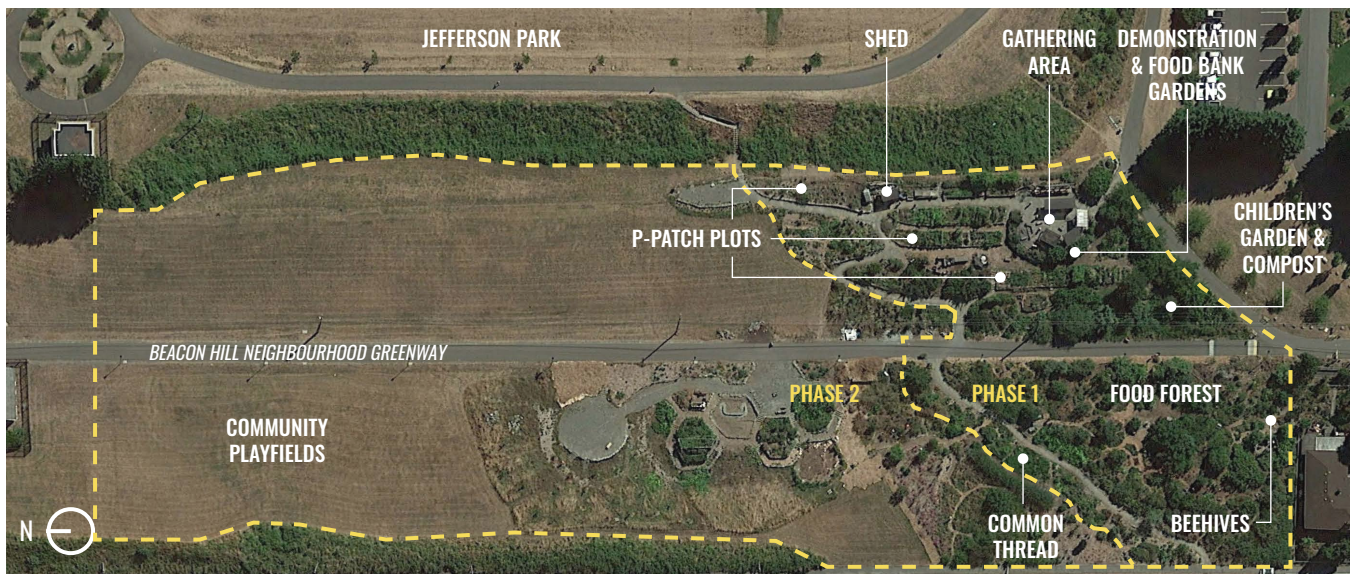 JEFFERSON PARK
SHED
GATHERING
AREA
DEMONSTRATION
& FOOD BANK
GARDENS
CHILDREN'S
GARDEN &
COMPOST
P-PATCH PLOTS
BEACON HILL NEIGHBOURHOOD GREENWAY
PHASE 2
PHASE 1
FOOD FOREST
COMMUNITY
PLAYFIELDS
N
COMMON
THREAD
BEEHIVES